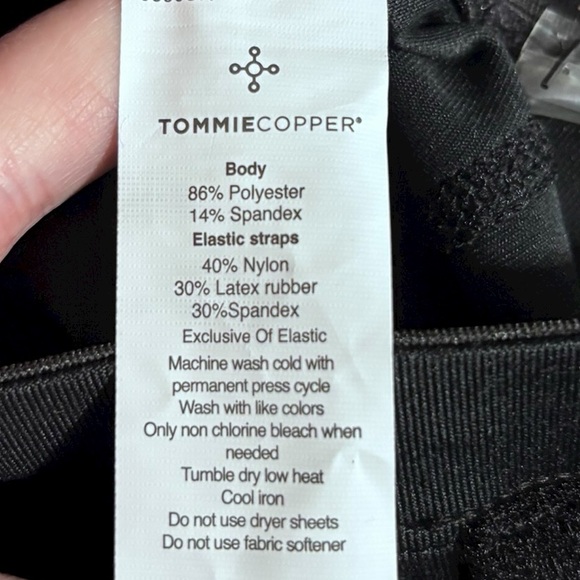 TOMMIECOPPER®
Body
86% Polyester
14% Spandex
Elastic straps
40% Nylon
30% Latex rubber
30%Spandex
Exclusive Of Elastic
Machine wash cold with
permanent press cycle
Wash with like colors
Only non chlorine bleach when
needed
Tumble dry low heat
Cool iron
Do not use dryer sheets
Do not use fabric softener